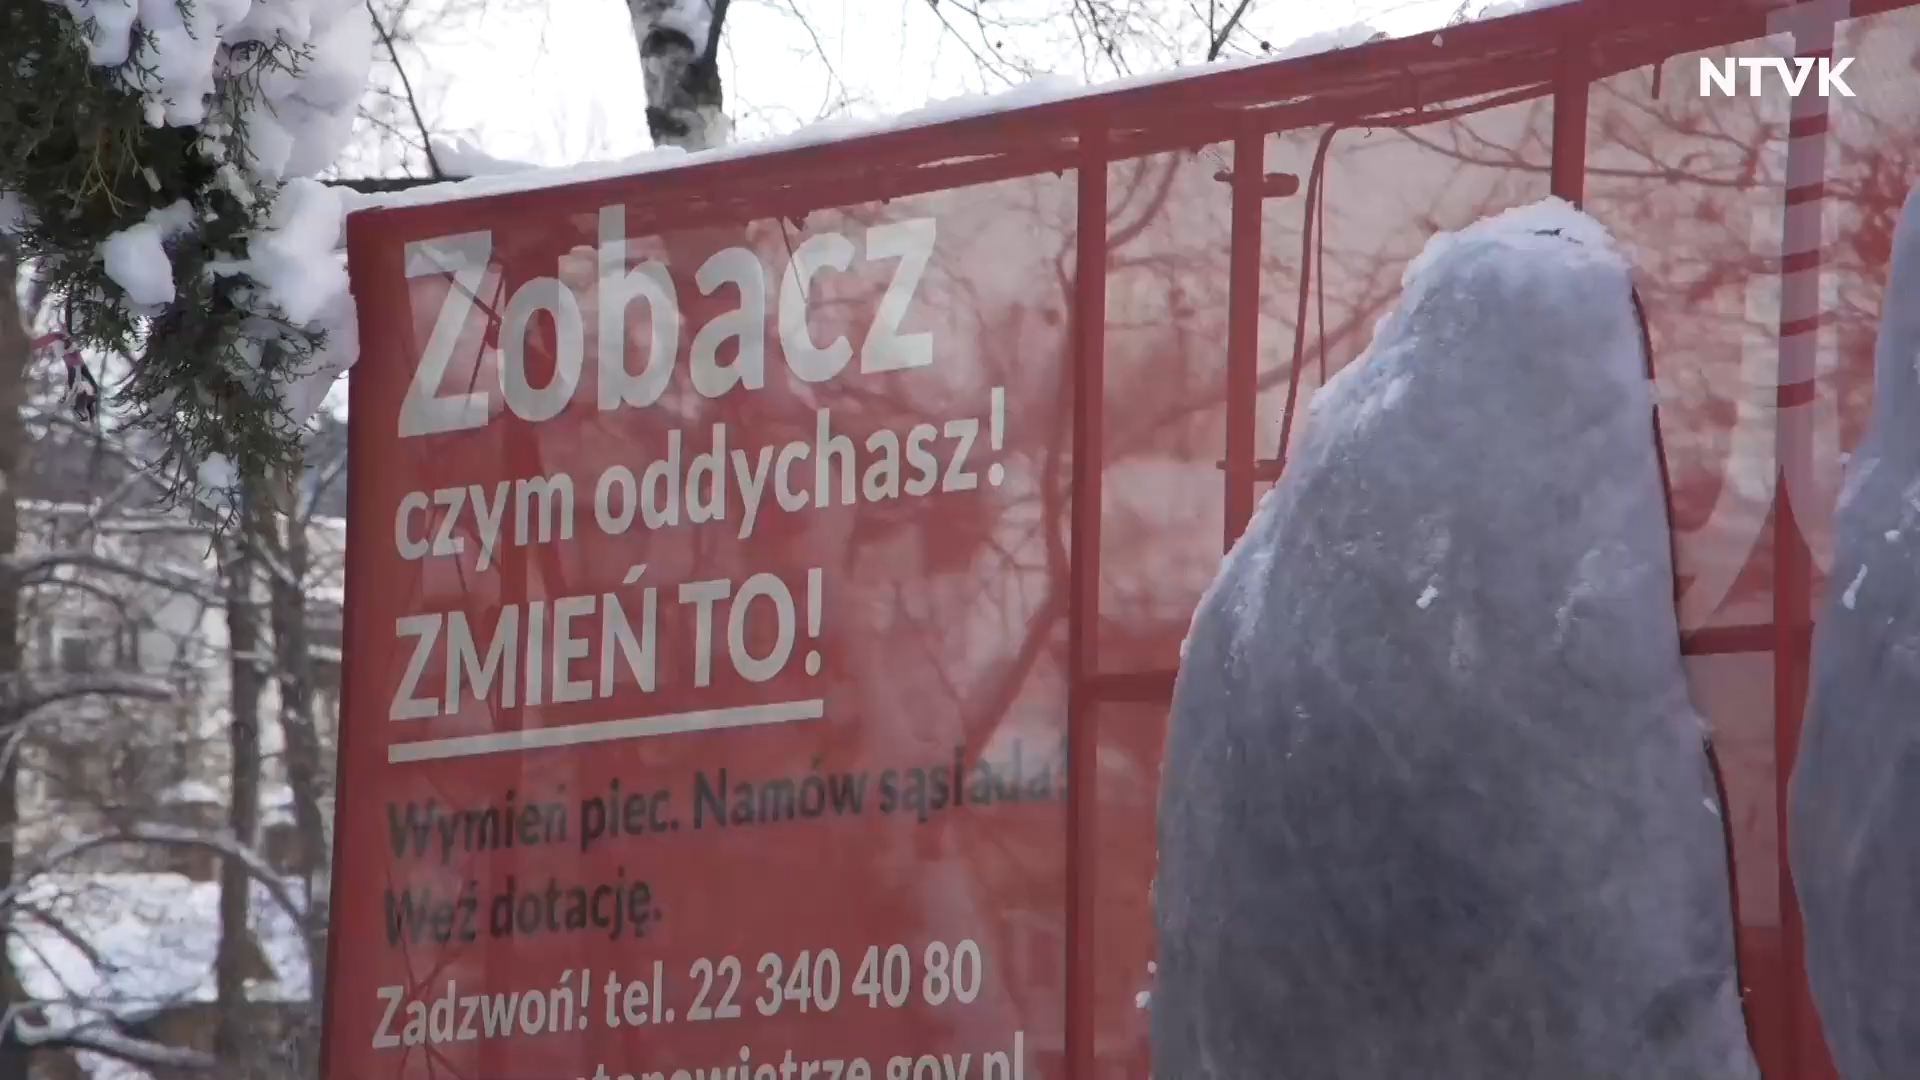 NTVK
Zobacz
czym oddychasz!
ZMIEŃ TO!
Wymień piec. Namów sąsiada!
Weź dotację.
Zadzwoń! tel. 22 340 40 80